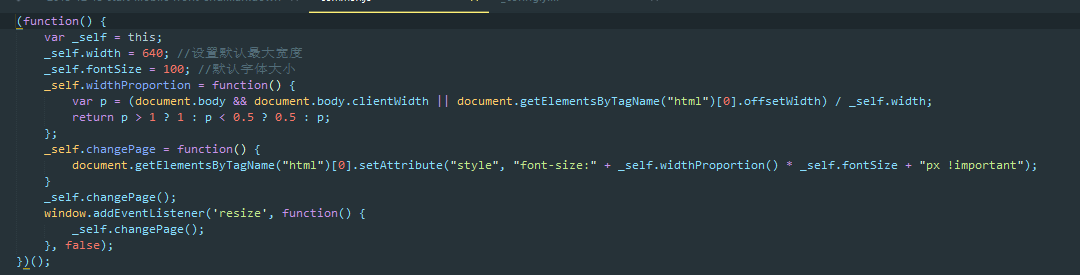 (function() {
var _self = this;
_self.width = 640; //设置默认最大宽度
_self.fontSize = 100; //默认字体大小
_self.widthProportion = function() {
var p = (document.body && document.body.clientWidth || document.getElementsByTagName("html")[0].offsetWidth) / _self.width;
return p > 1 ? 1 : p < 0.5 ? 0.5 : p;
};
_self.changePage = function() {
document.getElementsByTagName("html")[0].setAttribute("style", "font-size:" + _self.widthProportion() * _self.fontSize + "px !important");
}
_self.changePage();
window.addEventListener('resize', function() {
_self.changePage();
}, false);
})();